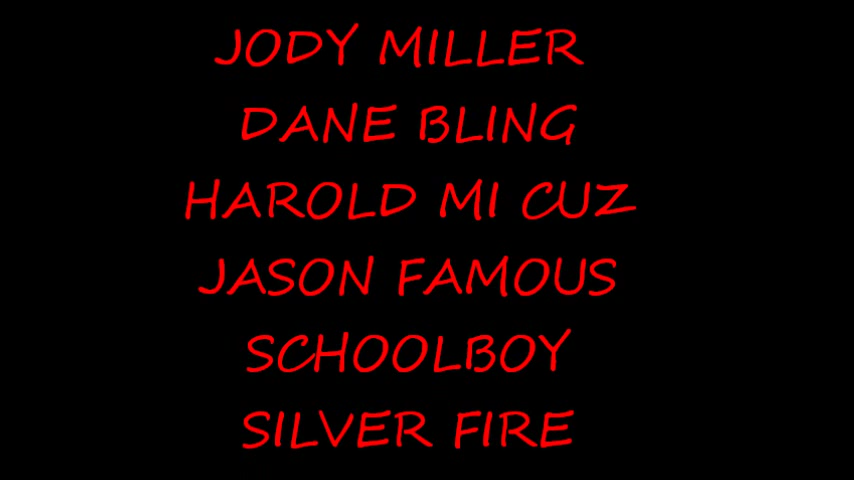 JODY MILLER
DANE BLING
HAROLD MI CUZ
JASON FAMOUS
SCHOOLBOY
SILVER FIRE